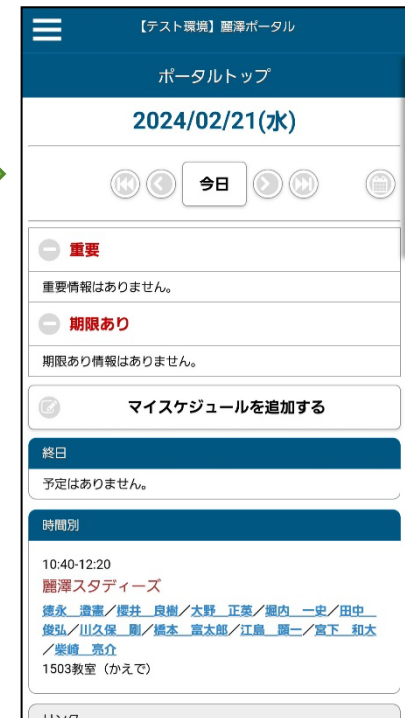 【テスト環境】麗澤ポータル
ポータルトップ
2024/02/21(水)
今日
重要
重要情報はありません。
期限あり
期限あり情報はありません。
マイスケジュールを追加する
終日
予定はありません。
時間別
10:40-12:20
麗澤スタディーズ
徳永　澄憲／櫻井　良樹／大野　正英／堀内　一史／田中　
俊弘／川久保　剛／橋本　富太郎／江島　顕一／宮下　和大
／柴崎　亮介
1503教室（かえで）
リンク